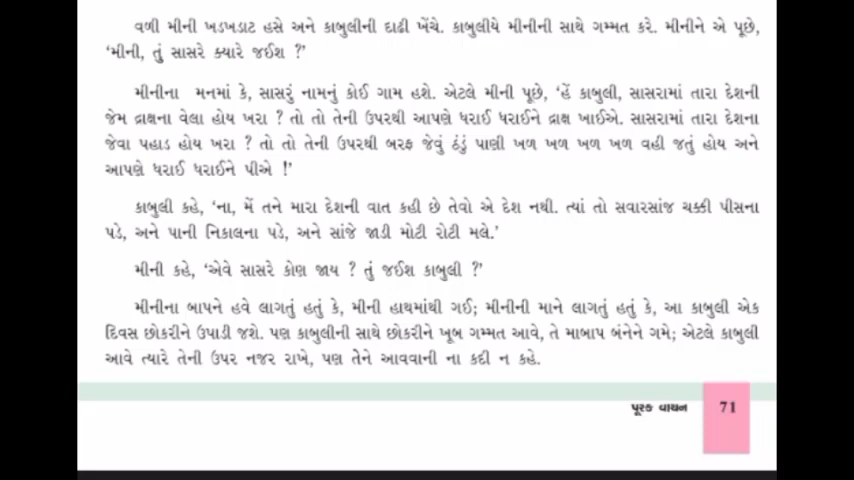 વળી મીની ખડખડાટ હસે અને કાબુલીની દાઢી ખેંચે. કાબુલીયે મીનીની સાથે ગમ્મત કરે. મીનીને એ પૂછે,
‘મીની, તું સાસરે ક્યારે જઈશ ?’
મીનીના મનમાં કે, સાસરું નામનું કોઈ ગામ હશે. એટલે મીની પૂછે, ‘હેં કાબુલી, સાસરામાં તારા દેશની
જેમ દ્રાક્ષના વેલા હોય ખરા ? તો તો તેની ઉપરથી આપણે ધરાઈ ધરાઈને દ્રાક્ષ ખાઈએ. સાસરામાં તારા દેશના
જેવા પહાડ હોય ખરા ? તો તો તેની ઉપરથી બરફ જેવું ઠંડું પાણી ખળ ખળ ખળ ખળ વહી જતું હોય અને
આપણે ધરાઈ ધરાઈને પીએ !’
કાબુલી કહે, ‘ના, મેં તને મારા દેશની વાત કહી છે તેવો એ દેશ નથી. ત્યાં તો સવારસાંજ ચક્કી પીસના
પડે, અને પાની નિકાલના પડે, અને સાંજે જાડી મોટી રોટી મલે.’
મીની કહે, ‘એવે સાસરે કોણ જાય ? તું જઈશ કાબુલી ?’
મીનીના બાપને હવે લાગતું હતું કે, મીની હાથમાંથી ગઈ; મીનીની માને લાગતું હતું કે, આ કાબુલી એક
દિવસ છોકરીને ઉપાડી જશે. પણ કાબુલીની સાથે છોકરીને ખૂબ ગમ્મત આવે, તે માબાપ બંનેને ગમે; એટલે કાબુલી
આવે ત્યારે તેની ઉપર નજર રાખે, પણ તેને આવવાની ના કદી ન કહે.
પૂરક વાચન 71